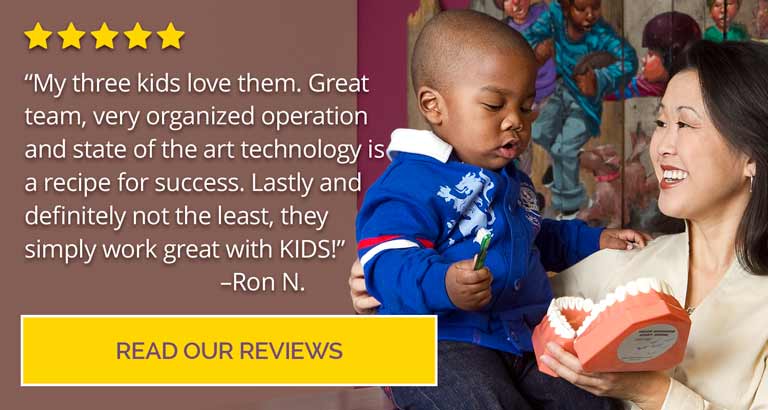 “My three kids love them. Great
team, very organized operation
and state of the art technology is
a recipe for success. Lastly and
definitely not the least, they
simply work great with KIDS!”
–Ron N.
READ OUR REVIEWS